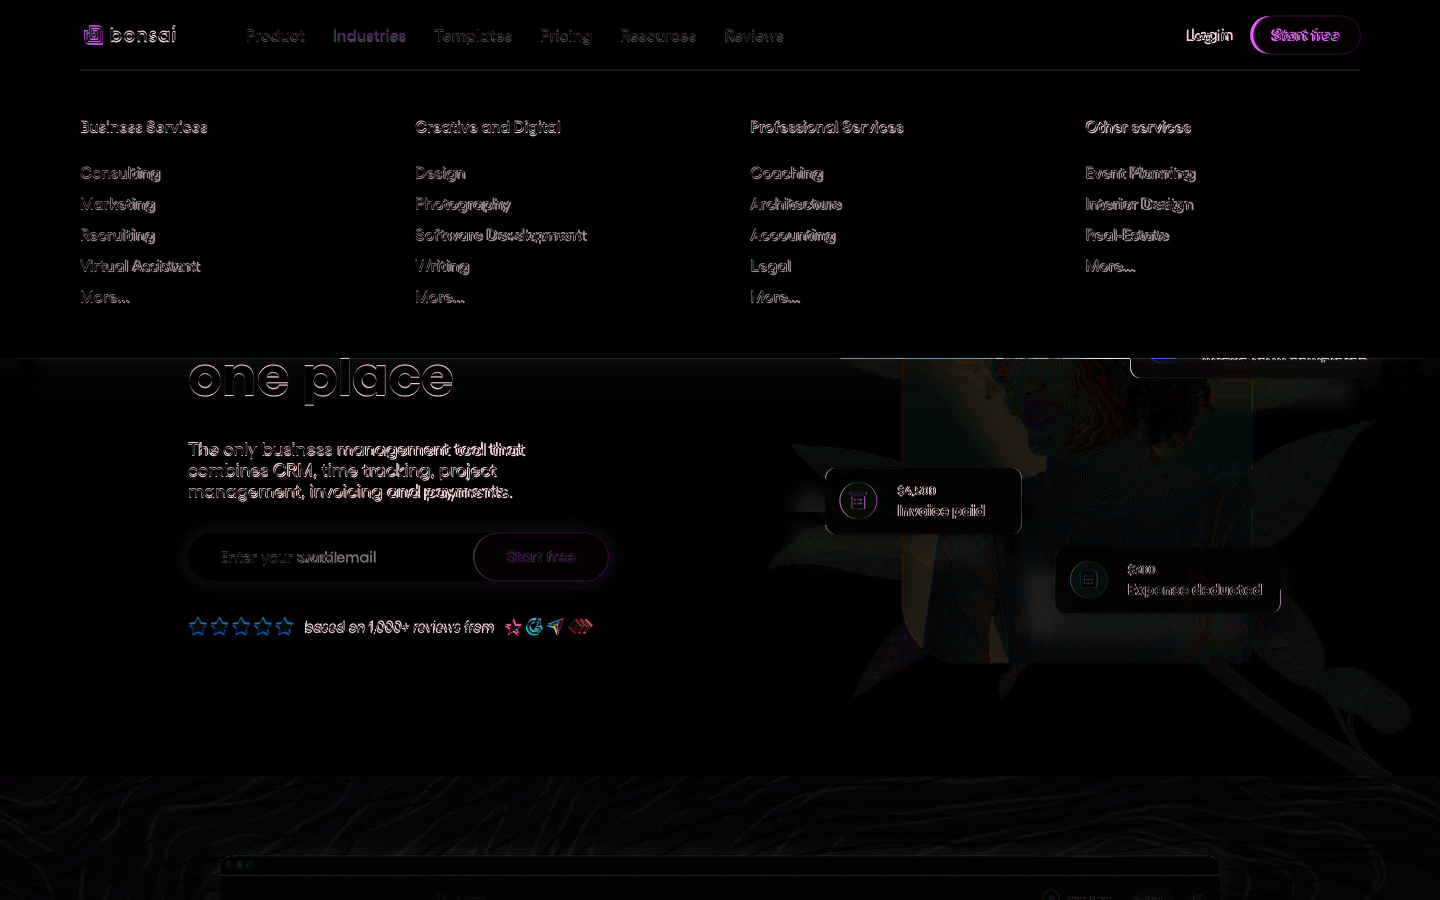 bonsai
Product Industries Templates Pricing Resources Reviews
Login
Start free
Business Services
Consulting
Marketing
Recruiting
Virtual Assistant
More...
Creative and Digital
Design
Photography
Software Development
Writing
More...
Professional Services
Coaching
Architecture
Accounting
Legal
More...
Other services
Event Planning
Interior Design
Real-Estate
More...
one place
The only business management tool that
combines CRM, time tracking, project
management, invoicing and payments.
Enter your email
Start free
based on 1,000+ reviews from
Invoice paid
Expense deducted